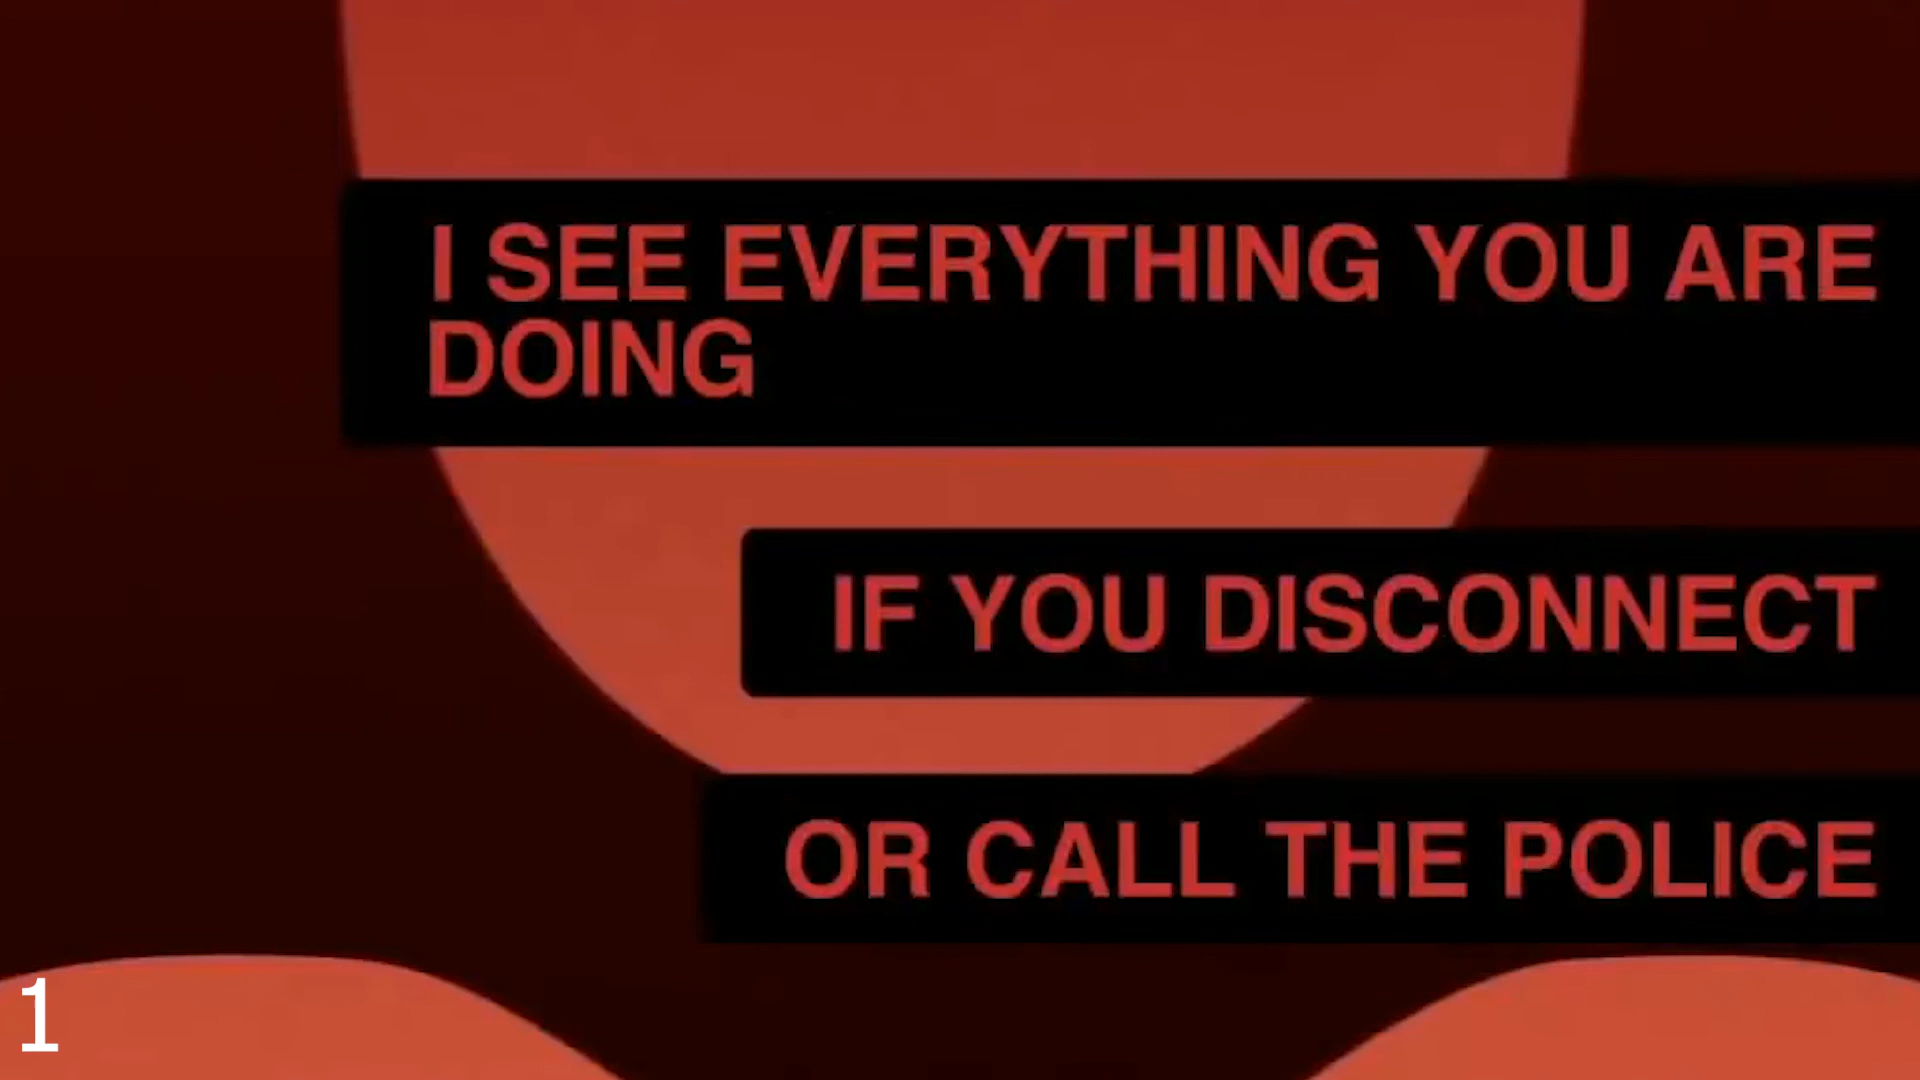 I SEE EVERYTHING YOU ARE
DOING
IF YOU DISCONNECT
OR CALL THE POLICE
1